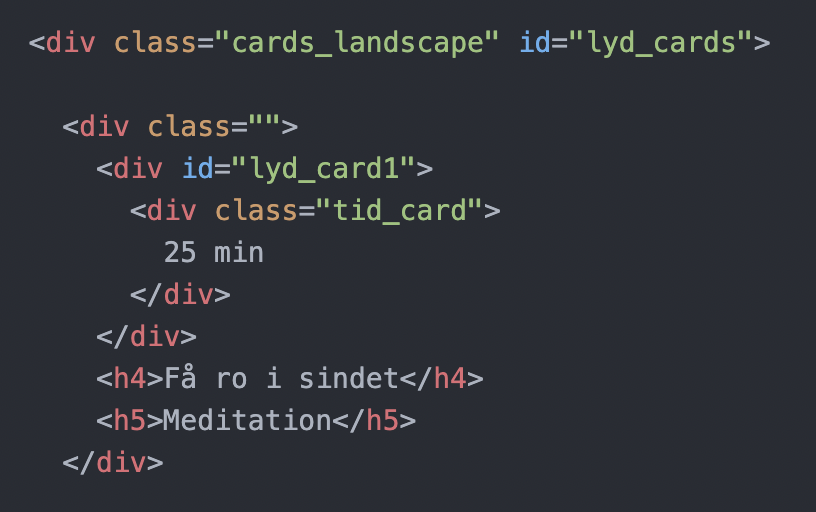 <div class="cards_landscape" id="lyd_cards">
<div class="">
<div id="lyd_card1">
<div class="tid_card">
25 min
</div>
</div>
<h4>Få ro i sindet</h4>
<h5>Meditation</h5>
</div>